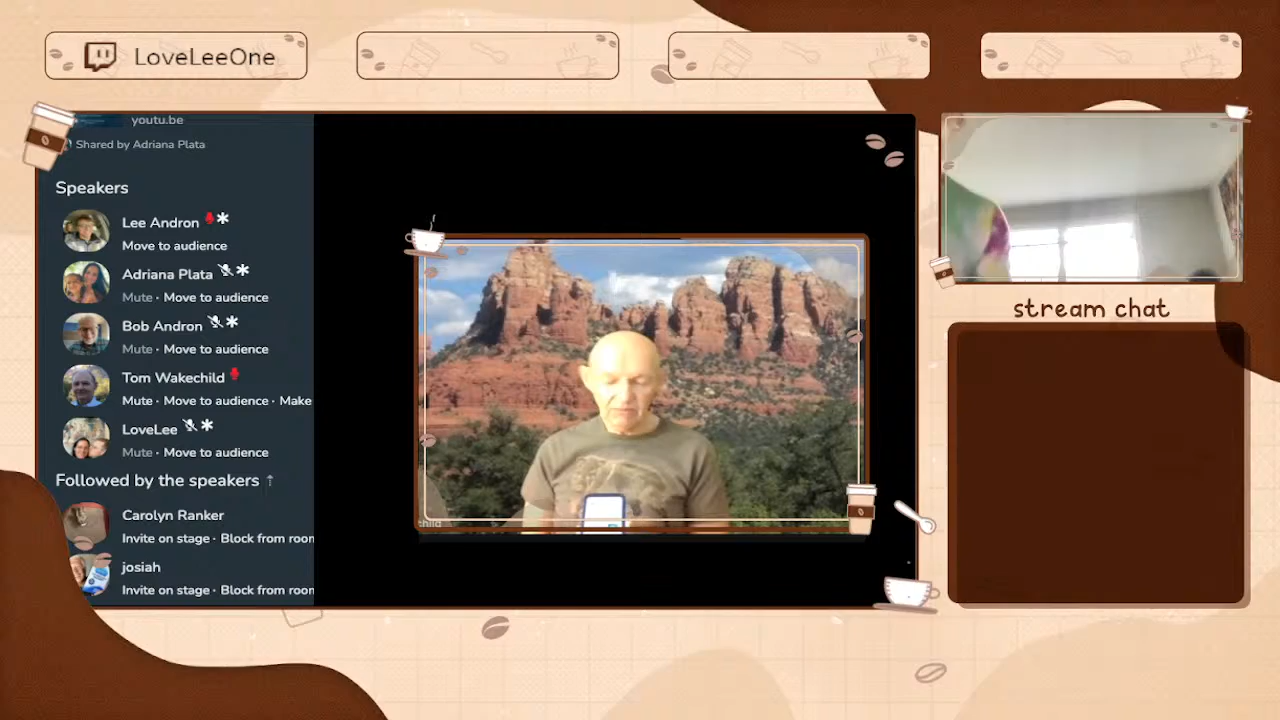 LoveLeeOne
youtu.be
Shared by Adriana Plata
Speakers
Lee Andron
Move to audience
Adriana Plata
Mute · Move to audience
Bob Andron
Mute · Move to audience
Tom Wakechild
Mute · Move to audience · Make
LoveLee
Mute · Move to audience
Followed by the speakers ↑
Carolyn Ranker
Invite on stage · Block from room
josiah
Invite on stage · Block from room
child
stream chat